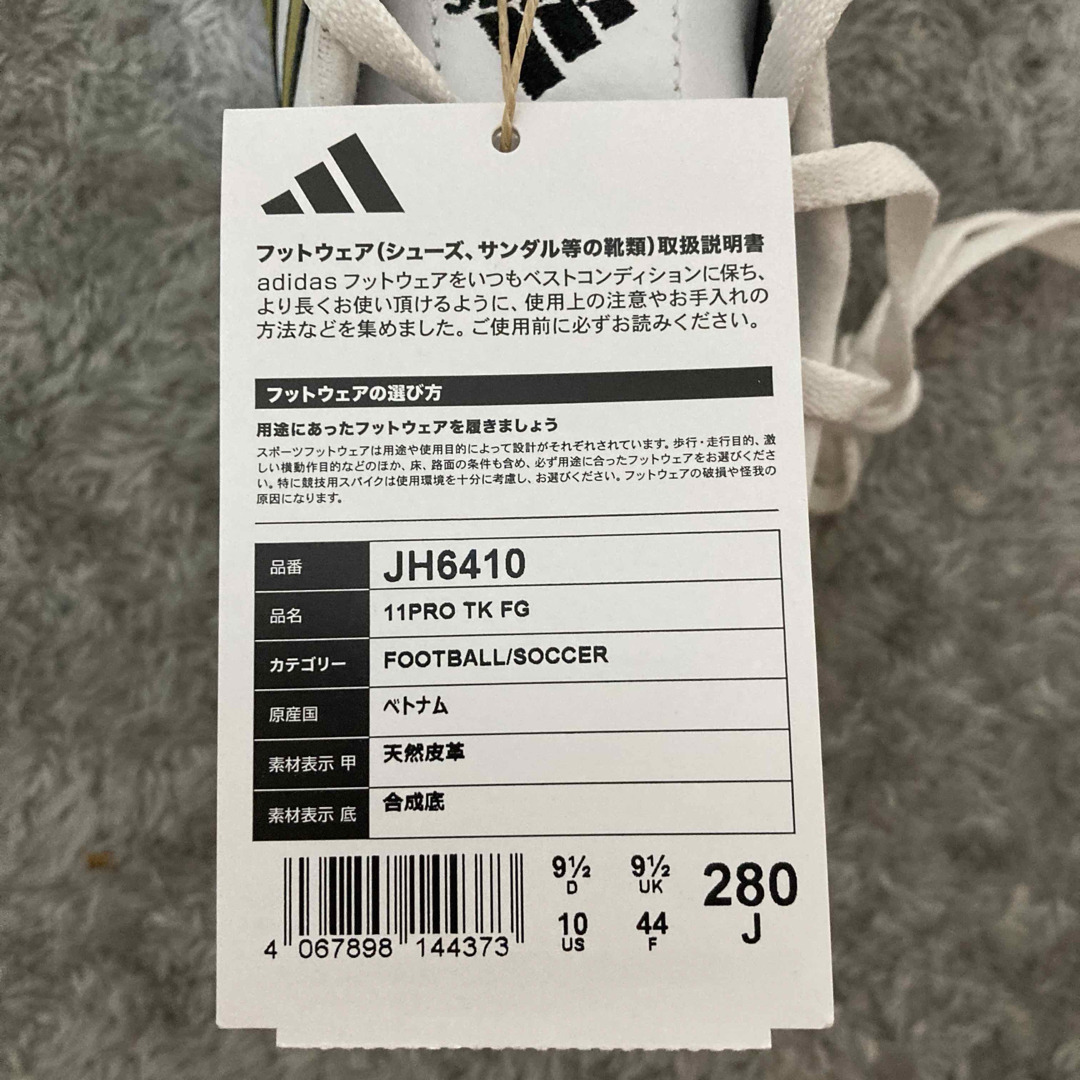 フットウェア(シューズ、サンダル等の靴類)取扱説明書
adidas フットウェアをいつもベストコンディションに保ち、
より長くお使い頂けるように、使用上の注意やお手入れの
方法などを集めました。ご使用前に必ずお読みください。
フットウェアの選び方
用途にあったフットウェアを履きましょう
スポーツフットウェアは用途や使用目的によって設計がそれぞれされています。歩行・走行目的、激
しい横動作目的などのほか、床、路面の条件も含め、必ず用途に合ったフットウェアをお選びくださ
い。特に競技用スパイクは使用環境を十分に考慮し、お選びください。フットウェアの破損や怪我の
原因になります。
品番 JH6410
品名 11PRO TK FG
カテゴリー FOOTBALL/SOCCER
原産国 ベトナム
素材表示 甲 天然皮革
素材表示 底 合成底
9½ 9½ 280
D UK J
10 44
US F
4 067898 144373